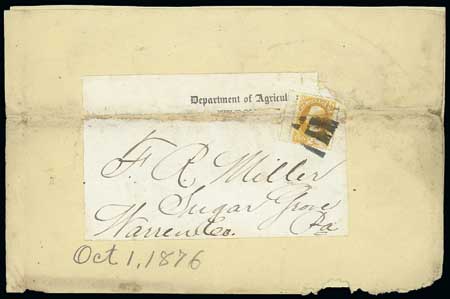 Department of Agricul
F. R. Miller
Sugar Grove
Warren Co. Pa
Oct 1, 1876